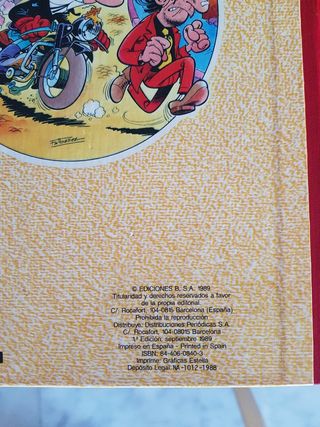 © EDICIONES B, S.A. 1989
Titularidad y derechos reservados a favor
de la propia editorial.
C/. Rocafort, 104-08015 Barcelona (España)
Prohibida la reproducción
Distribuye: Distribuciones Periódicas S.A.
C/. Rocafort, 104-08015 Barcelona
1.ª Edición, septiembre 1989
Impreso en España - Printed in Spain
ISBN: 84-406-0840-3
Imprime: Gráficas Estella
Depósito Legal: NA-1012-1988